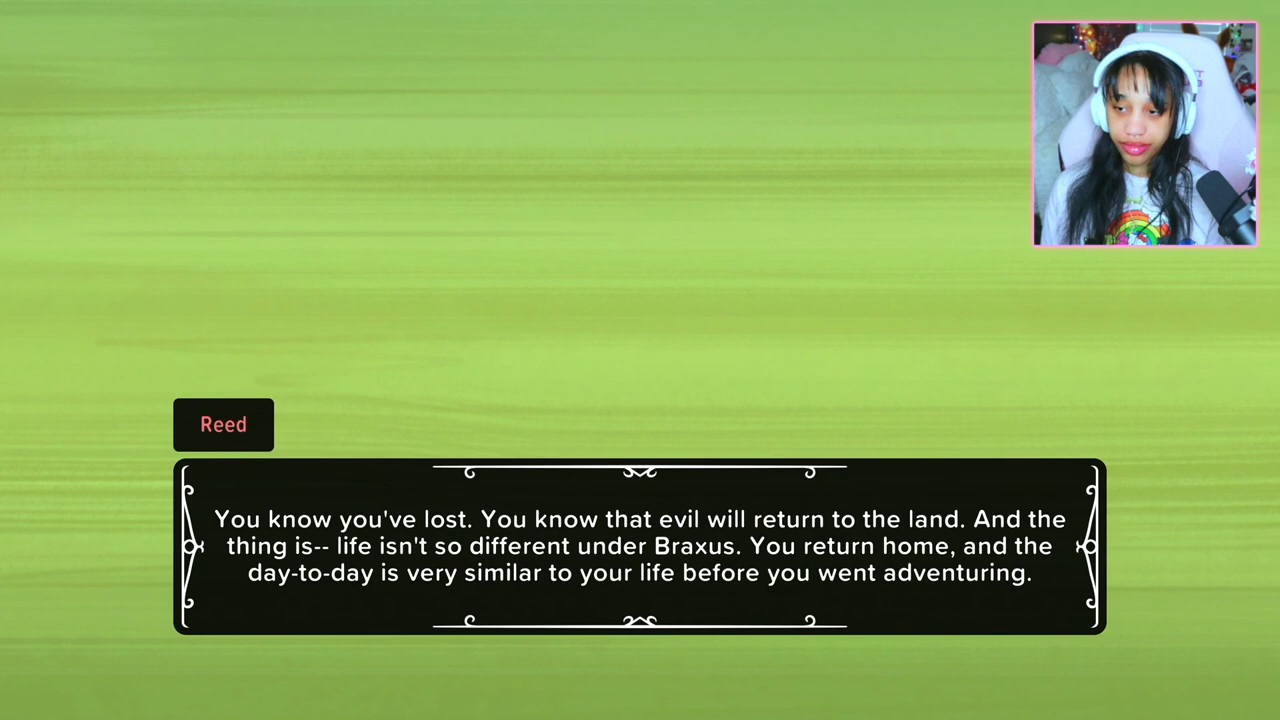 Reed
You know you've lost. You know that evil will return to the land. And the
thing is-- life isn't so different under Braxus. You return home, and the
day-to-day is very similar to your life before you went adventuring.